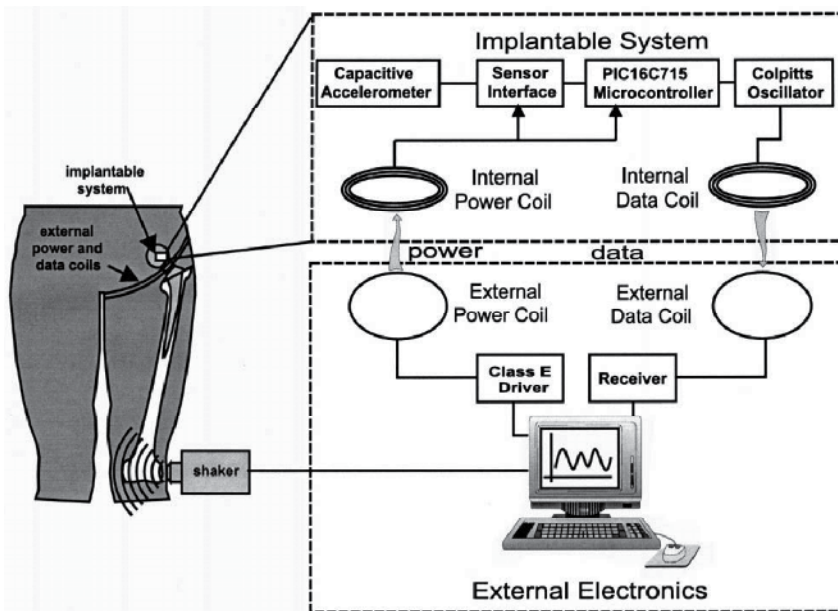 Implantable System
Capacitive
Accelerometer
Sensor
Interface
PIC16C715
Microcontroller
Colpitts
Oscillator
implantable
system
Internal
Power Coil
Internal
Data Coil
external
power and
data coils
power
data
External
Power Coil
External
Data Coil
Class E
Driver
Receiver
shaker
External Electronics